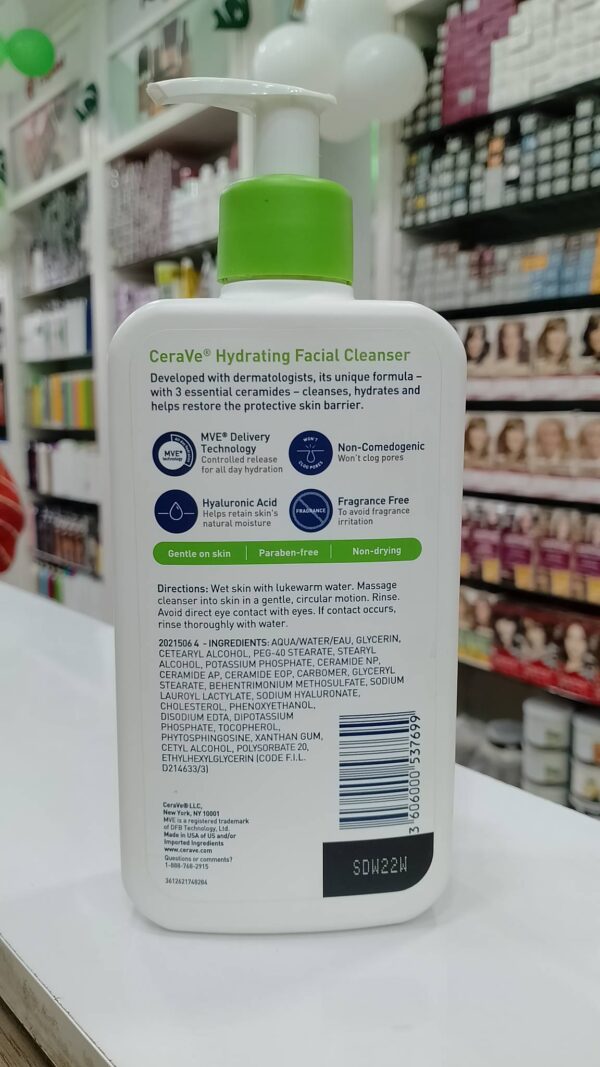 CeraVe® Hydrating Facial Cleanser
Developed with dermatologists, its unique formula –
with 3 essential ceramides – cleanses, hydrates and
helps restore the protective skin barrier.
MVE®
technology
MVE® Delivery
Technology
Controlled release
for all day hydration
WON'T
CLOG PORES
Non-Comedogenic
Won't clog pores
Hyaluronic Acid
Helps retain skin's
natural moisture
FRAGRANCE
Fragrance Free
To avoid fragrance
irritation
Gentle on skin | Paraben-free | Non-drying
Directions: Wet skin with lukewarm water. Massage
cleanser into skin in a gentle, circular motion. Rinse.
Avoid direct eye contact with eyes. If contact occurs,
rinse thoroughly with water.
2021506 4 - INGREDIENTS: AQUA/WATER/EAU, GLYCERIN,
CETEARYL ALCOHOL, PEG-40 STEARATE, STEARYL
ALCOHOL, POTASSIUM PHOSPHATE, CERAMIDE NP,
CERAMIDE AP, CERAMIDE EOP, CARBOMER, GLYCERYL
STEARATE, BEHENTRIMONIUM METHOSULFATE, SODIUM
LAUROYL LACTYLATE, SODIUM HYALURONATE,
CHOLESTEROL, PHENOXYETHANOL,
DISODIUM EDTA, DIPOTASSIUM
PHOSPHATE, TOCOPHEROL,
PHYTOSPHINGOSINE, XANTHAN GUM,
CETYL ALCOHOL, POLYSORBATE 20,
ETHYLHEXYLGLYCERIN (CODE F.I.L.
D214633/3)
3 606000 537699
CeraVe® LLC,
New York, NY 10001
MVE is a registered trademark
of DFB Technology, Ltd.
Made in USA of US and/or
Imported Ingredients
www.cerave.com
Questions or comments?
1-888-768-2915
3612621748204
SDW22W